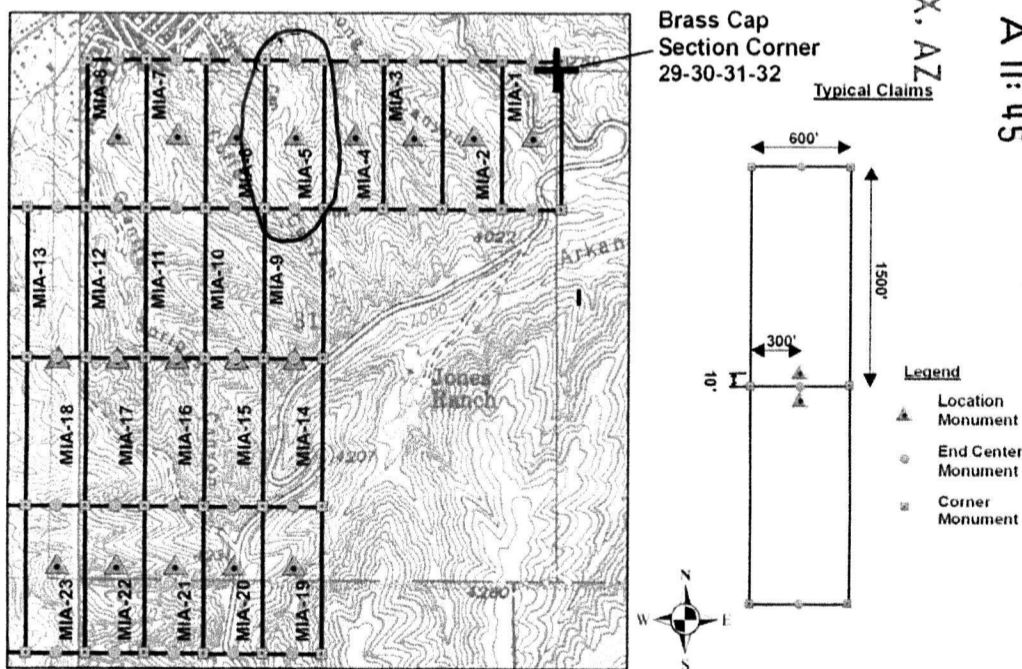 Brass Cap
Section Corner
29-30-31-32
X, AZ
A 11:45
Typical Claims
600'
1500'
300'
10'
Legend
Location
Monument
End Center
Monument
Corner
Monument
N
W E
S
MIA-8
MIA-7
MIA-6
MIA-5
MIA-4
MIA-3
MIA-2
MIA-1
MIA-13
MIA-12
MIA-11
MIA-10
MIA-9
4022
Arkan
4000
Jones
Ranch
MIA-18
MIA-17
MIA-16
MIA-15
MIA-14
Canyon
4207
MIA-23
MIA-22
MIA-21
MIA-20
MIA-19
4280